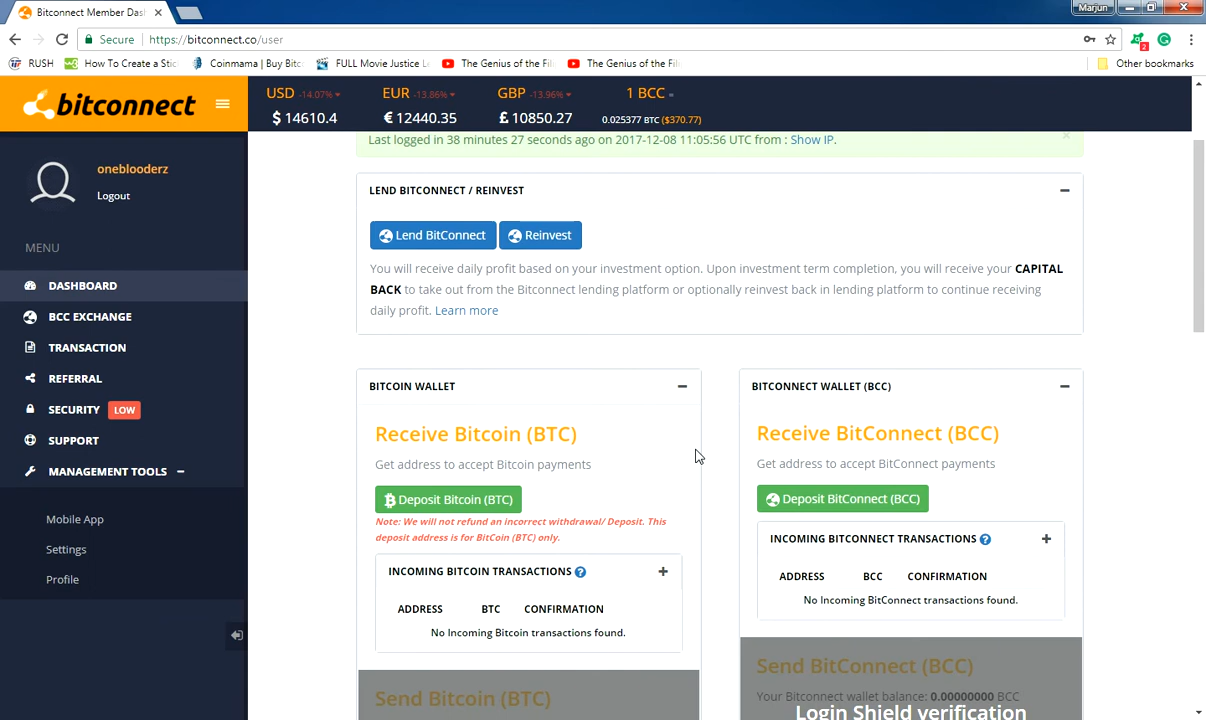 Bitconnect Member Das
Marjun
Secure
https://bitconnect.co/user
2
RUSH
How To Create a Stic
Coinmama | Buy Bitc
FULL Movie Justice L
The Genius of the Fil
The Genius of the Fil
Other bookmarks
bitconnect
USD -14.07%
$ 14610.4
EUR -13.86%
€ 12440.35
GBP -13.96%
£ 10850.27
1 BCC =
0.025377 BTC ($370.77)
oneblooderz
Logout
MENU
DASHBOARD
BCC EXCHANGE
TRANSACTION
REFERRAL
SECURITY LOW
SUPPORT
MANAGEMENT TOOLS
Mobile App
Settings
Profile
Last logged in 38 minutes 27 seconds ago on 2017-12-08 11:05:56 UTC from : Show IP.
×
LEND BITCONNECT / REINVEST
Lend BitConnect
Reinvest
You will receive daily profit based on your investment option. Upon investment term completion, you will receive your CAPITAL
BACK to take out from the Bitconnect lending platform or optionally reinvest back in lending platform to continue receiving
daily profit. Learn more
BITCOIN WALLET
Receive Bitcoin (BTC)
Get address to accept Bitcoin payments
Deposit Bitcoin (BTC)
Note: We will not refund an incorrect withdrawal/ Deposit. This
deposit address is for BitCoin (BTC) only.
INCOMING BITCOIN TRANSACTIONS ?
ADDRESS BTC CONFIRMATION
No Incoming Bitcoin transactions found.
Send Bitcoin (BTC)
BITCONNECT WALLET (BCC)
Receive BitConnect (BCC)
Get address to accept BitConnect payments
Deposit BitConnect (BCC)
INCOMING BITCONNECT TRANSACTIONS ?
ADDRESS BCC CONFIRMATION
No Incoming BitConnect transactions found.
Send BitConnect (BCC)
Your Bitconnect wallet balance: 0.00000000 BCC
Login Shield verification